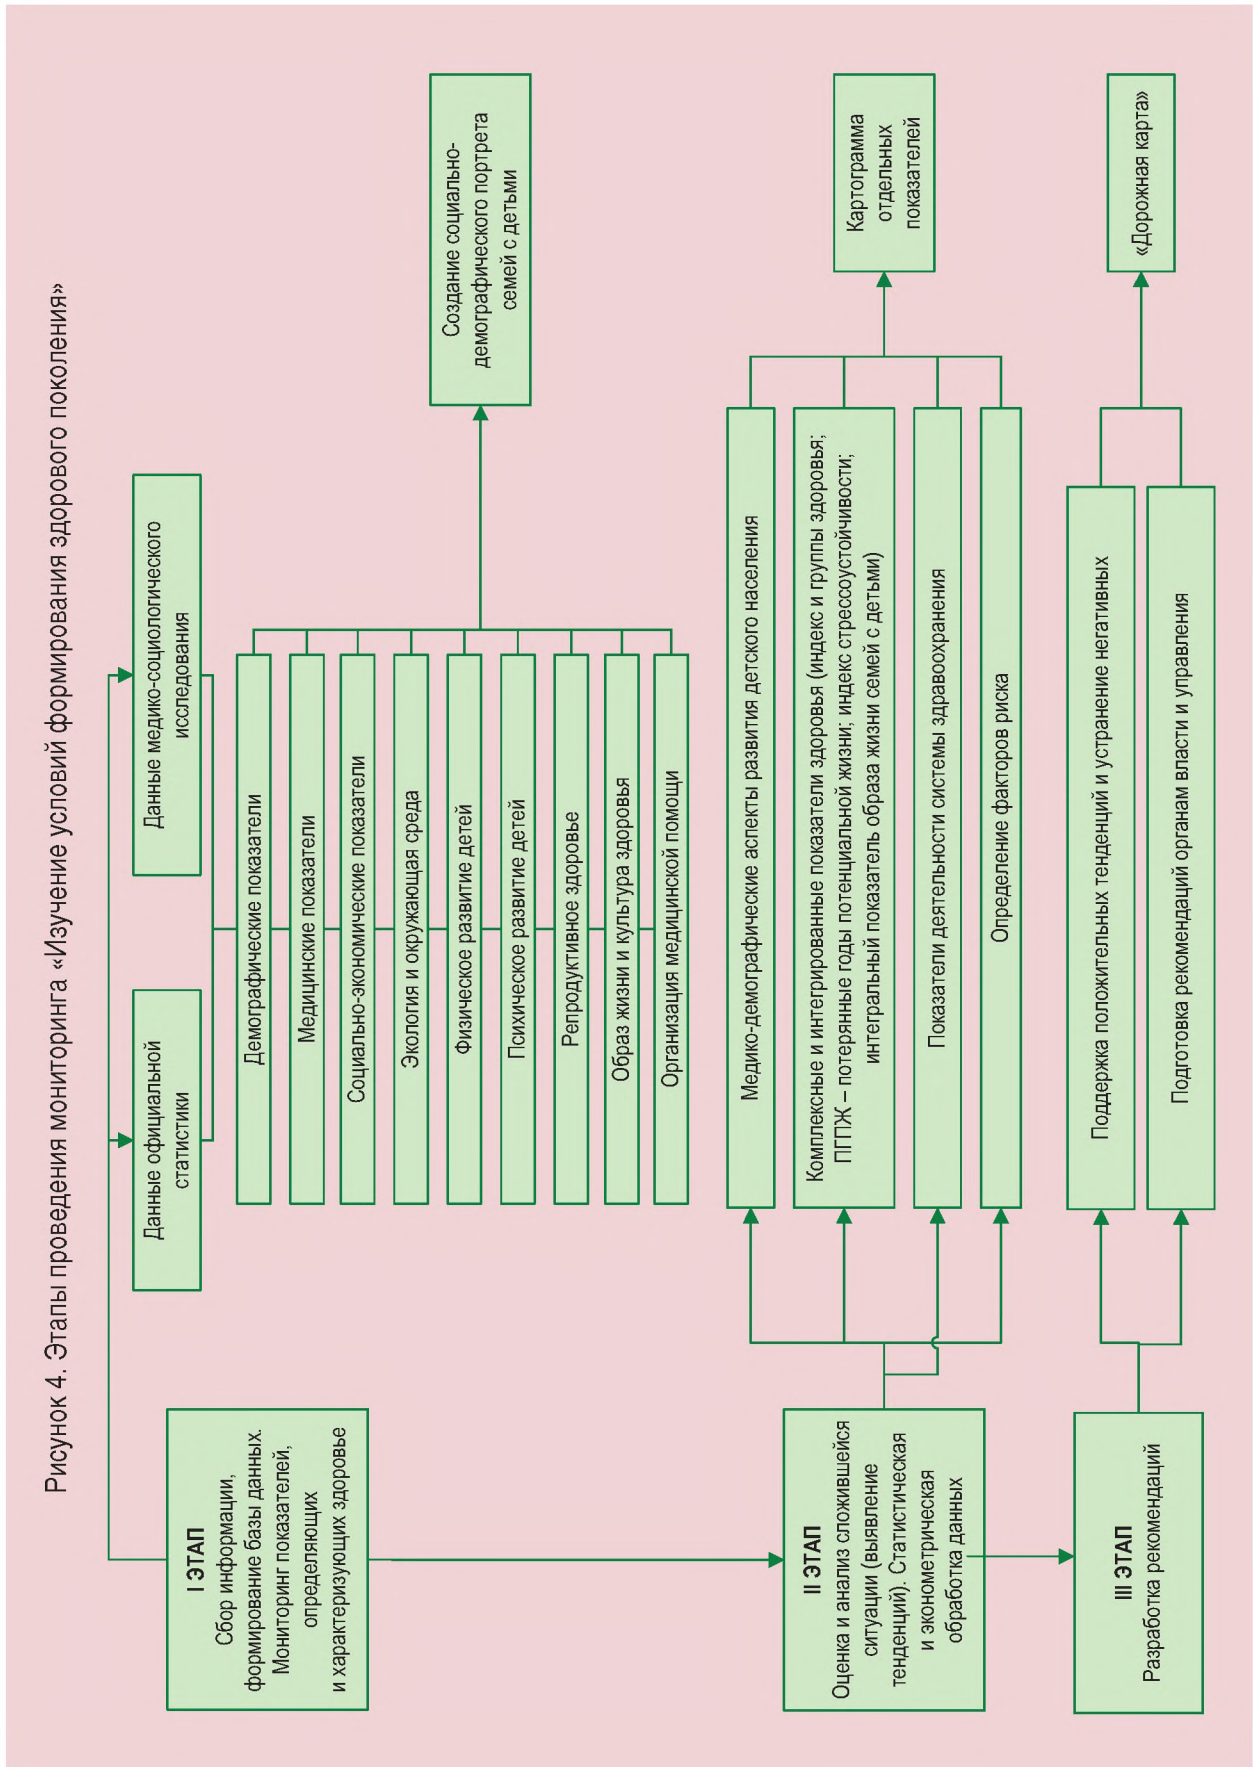 Рисунок 4. Этапы проведения мониторинга «Изучение условий формирования здорового поколения»
I ЭТАП
Сбор информации,
формирование базы данных.
Мониторинг показателей,
определяющих
и характеризующих здоровье
Данные официальной
статистики
Данные медико-социологического
исследования
Демографические показатели
Медицинские показатели
Социально-экономические показатели
Экология и окружающая среда
Физическое развитие детей
Психическое развитие детей
Репродуктивное здоровье
Образ жизни и культура здоровья
Организация медицинской помощи
Создание социально-
демографического портрета
семей с детьми
II ЭТАП
Оценка и анализ сложившейся
ситуации (выявление
тенденций). Статистическая
и эконометрическая
обработка данных
Медико-демографические аспекты развития детского населения
Комплексные и интегрированные показатели здоровья (индекс и группы здоровья;
ПГПЖ – потерянные годы потенциальной жизни; индекс стрессоустойчивости;
интегральный показатель образа жизни семей с детьми)
Показатели деятельности системы здравоохранения
Определение факторов риска
Картограмма
отдельных
показателей
III ЭТАП
Разработка рекомендаций
Поддержка положительных тенденций и устранение негативных
Подготовка рекомендаций органам власти и управления
«Дорожная карта»